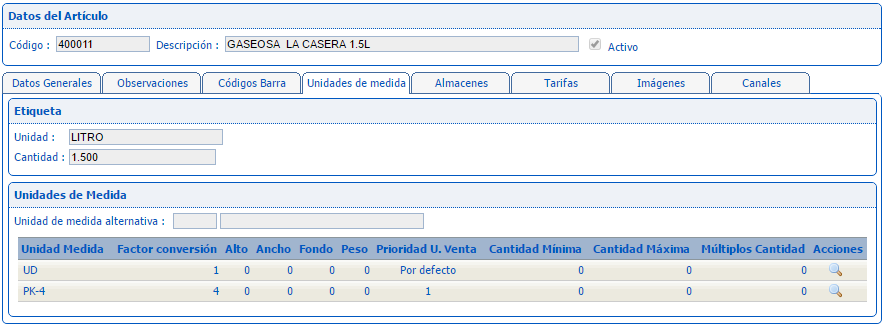 Datos del Artículo
Código : 400011 Descripción : GASEOSA LA CASERA 1.5L Activo
Datos Generales Observaciones Códigos Barra Unidades de medida Almacenes Tarifas Imágenes Canales
Etiqueta
Unidad : LITRO
Cantidad : 1.500
Unidades de Medida
Unidad de medida alternativa :
Unidad Medida Factor conversión Alto Ancho Fondo Peso Prioridad U. Venta Cantidad Mínima Cantidad Máxima Múltiplos Cantidad Acciones
UD 1 0 0 0 0 Por defecto 0 0 0
PK-4 4 0 0 0 0 1 0 0 0